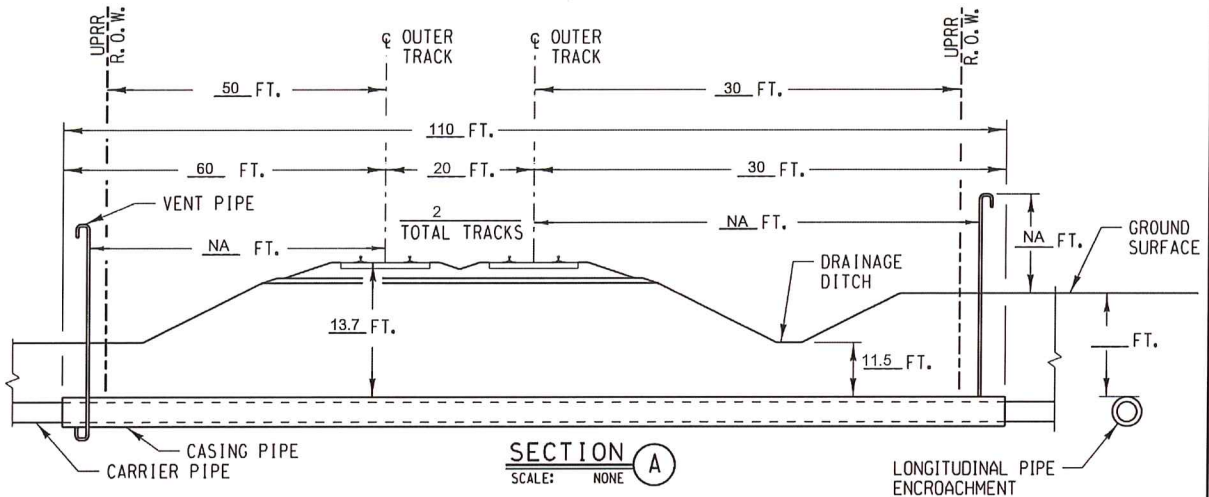 UPRR
R.O.W.
℄ OUTER
TRACK
℄ OUTER
TRACK
UPRR
R.O.W.
50 FT.
30 FT.
110 FT.
60 FT.
20 FT.
30 FT.
VENT PIPE
2
TOTAL TRACKS
NA FT.
NA FT.
NA FT.
GROUND
SURFACE
DRAINAGE
DITCH
13.7 FT.
11.5 FT.
___ FT.
CASING PIPE
CARRIER PIPE
SECTION A
SCALE: NONE
LONGITUDINAL PIPE
ENCROACHMENT